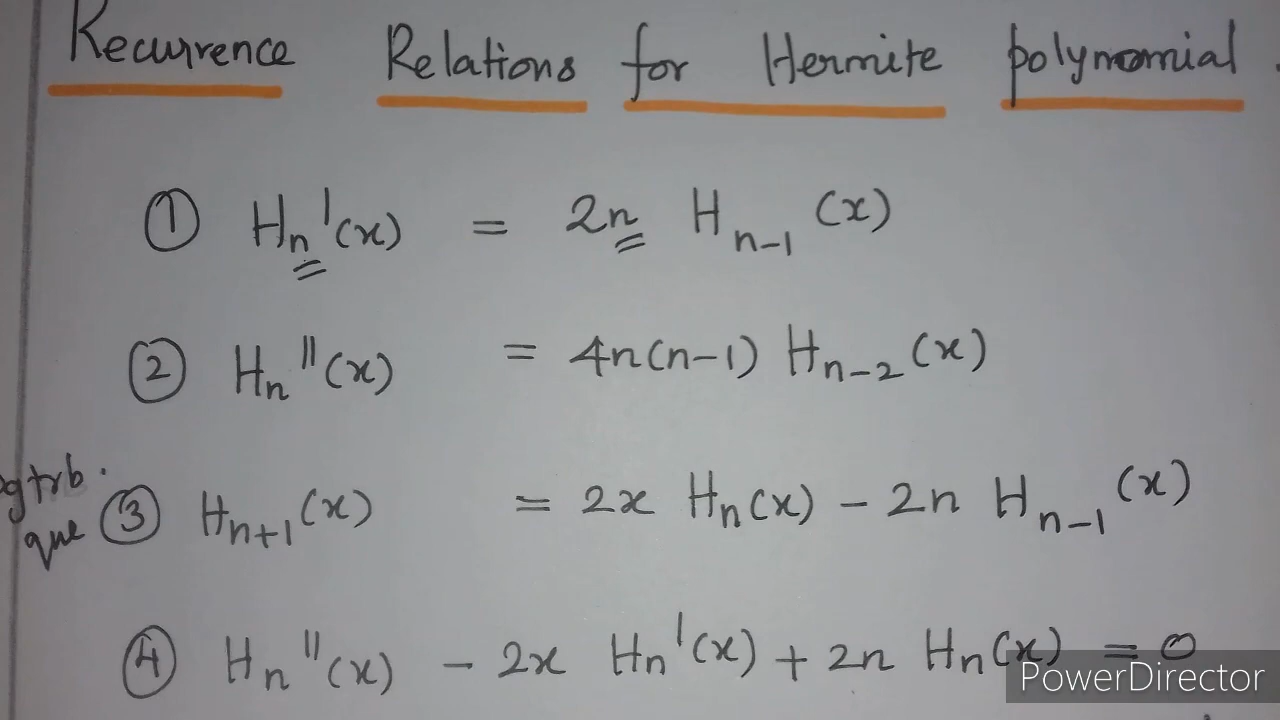 Recurrence Relations for Hermite polynomial.
① Hₙ'(x) = 2n Hₙ₋₁(x)
② Hₙ''(x) = 4n(n-1) Hₙ₋₂(x)
③ Hₙ₊₁(x) = 2x Hₙ(x) - 2n Hₙ₋₁(x)
que
④ Hₙ''(x) - 2x Hₙ'(x) + 2n Hₙ(x) = 0
PowerDirector